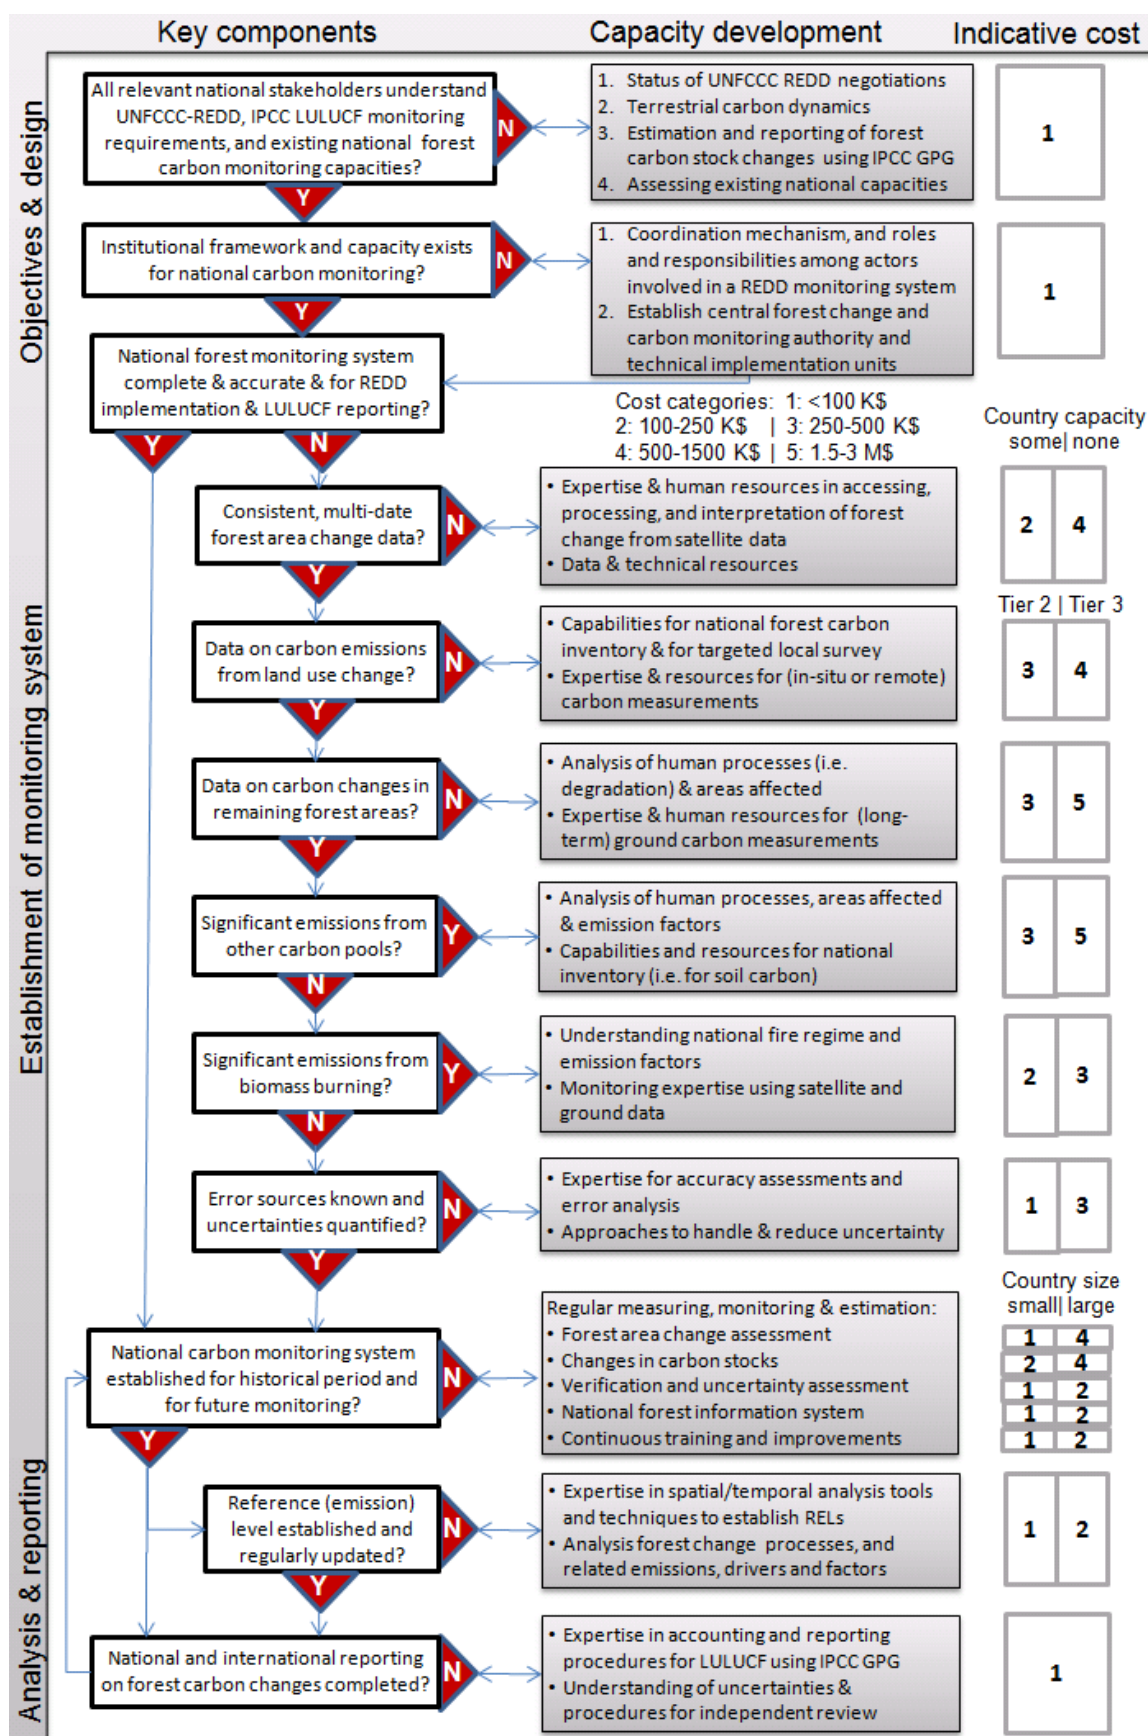 Key components
Capacity development
Indicative cost
Objectives & design
All relevant national stakeholders understand
UNFCCC-REDD, IPCC LULUCF monitoring
requirements, and existing national forest
carbon monitoring capacities?
N
Y
1. Status of UNFCCC REDD negotiations
2. Terrestrial carbon dynamics
3. Estimation and reporting of forest
carbon stock changes using IPCC GPG
4. Assessing existing national capacities
1
Institutional framework and capacity exists
for national carbon monitoring?
N
Y
1. Coordination mechanism, and roles
and responsibilities among actors
involved in a REDD monitoring system
2. Establish central forest change and
carbon monitoring authority and
technical implementation units
1
National forest monitoring system
complete & accurate & for REDD
implementation & LULUCF reporting?
Y
N
Cost categories: 1: <100 K$
2: 100-250 K$ | 3: 250-500 K$
4: 500-1500 K$ | 5: 1.5-3 M$
Country capacity
some| none
Establishment of monitoring system
Consistent, multi-date
forest area change data?
N
Y
• Expertise & human resources in accessing,
processing, and interpretation of forest
change from satellite data
• Data & technical resources
2 4
Tier 2 | Tier 3
Data on carbon emissions
from land use change?
N
Y
• Capabilities for national forest carbon
inventory & for targeted local survey
• Expertise & resources for (in-situ or remote)
carbon measurements
3 4
Data on carbon changes in
remaining forest areas?
N
Y
• Analysis of human processes (i.e.
degradation) & areas affected
• Expertise & human resources for (long-
term) ground carbon measurements
3 5
Significant emissions from
other carbon pools?
Y
N
• Analysis of human processes, areas affected
& emission factors
• Capabilities and resources for national
inventory (i.e. for soil carbon)
3 5
Significant emissions from
biomass burning?
Y
N
• Understanding national fire regime and
emission factors
• Monitoring expertise using satellite and
ground data
2 3
Error sources known and
uncertainties quantified?
N
Y
• Expertise for accuracy assessments and
error analysis
• Approaches to handle & reduce uncertainty
1 3
Country size
small| large
National carbon monitoring system
established for historical period and
for future monitoring?
N
Y
Regular measuring, monitoring & estimation:
• Forest area change assessment
• Changes in carbon stocks
• Verification and uncertainty assessment
• National forest information system
• Continuous training and improvements
1 4
2 4
1 2
1 2
1 2
Analysis & reporting
Reference (emission)
level established and
regularly updated?
N
Y
• Expertise in spatial/temporal analysis tools
and techniques to establish RELs
• Analysis forest change processes, and
related emissions, drivers and factors
1 2
National and international reporting
on forest carbon changes completed?
N
• Expertise in accounting and reporting
procedures for LULUCF using IPCC GPG
• Understanding of uncertainties &
procedures for independent review
1